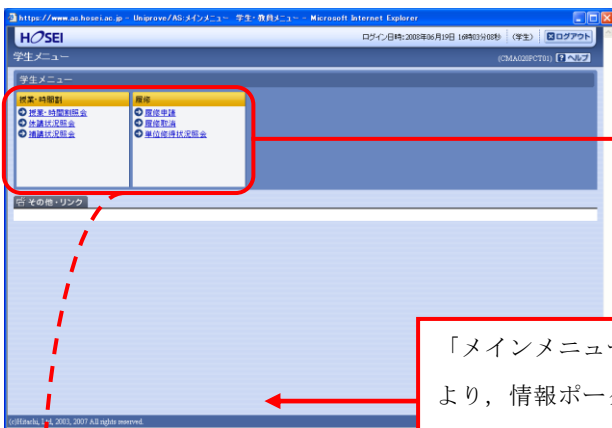 https://www.as.hosei.ac.jp - Uniprove/AS:メインメニュー 学生・教員メニュー - Microsoft Internet Explorer
HOSEI
ログイン日時:2008年06月19日 16時03分08秒 (学生) ログアウト
学生メニュー
(CMA020PCT01) ? ヘルプ
学生メニュー
授業・時間割
授業・時間割照会
休講状況照会
補講状況照会
履修
履修申請
履修取消
単位修得状況照会
その他・リンク
「メインメニュー
より，情報ポータ
(c)Hitachi, Ltd. 2003, 2007 All rights reserved.